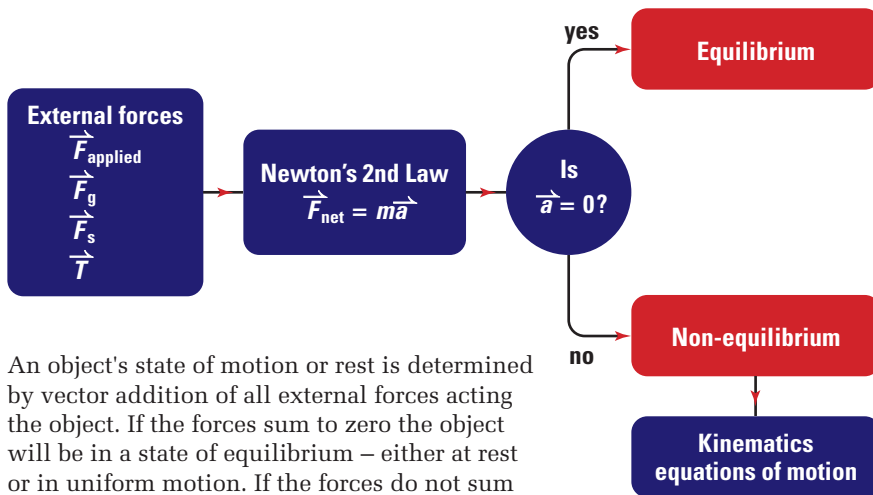 External forces
F⃗applied
F⃗g
F⃗s
T⃗
Newton's 2nd Law
F⃗net = ma⃗
Is
a⃗ = 0?
yes
Equilibrium
no
Non-equilibrium
Kinematics
equations of motion
An object's state of motion or rest is determined
by vector addition of all external forces acting
the object. If the forces sum to zero the object
will be in a state of equilibrium – either at rest
or in uniform motion. If the forces do not sum